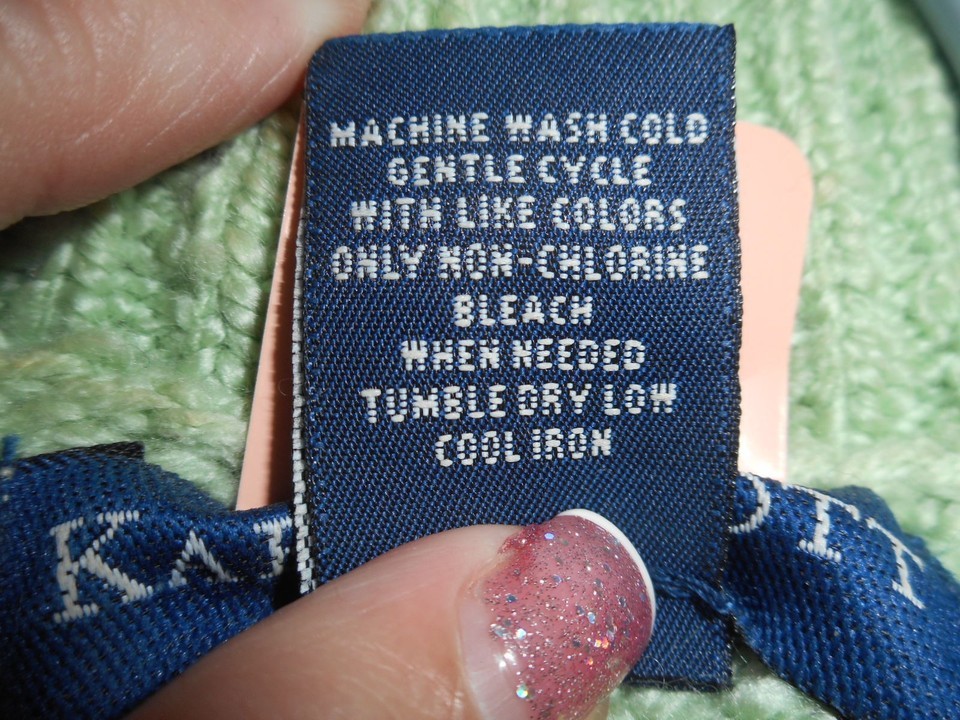 MACHINE WASH COLD
GENTLE CYCLE
WITH LIKE COLORS
ONLY NON-CHLORINE
BLEACH
WHEN NEEDED
TUMBLE DRY LOW
COOL IRON